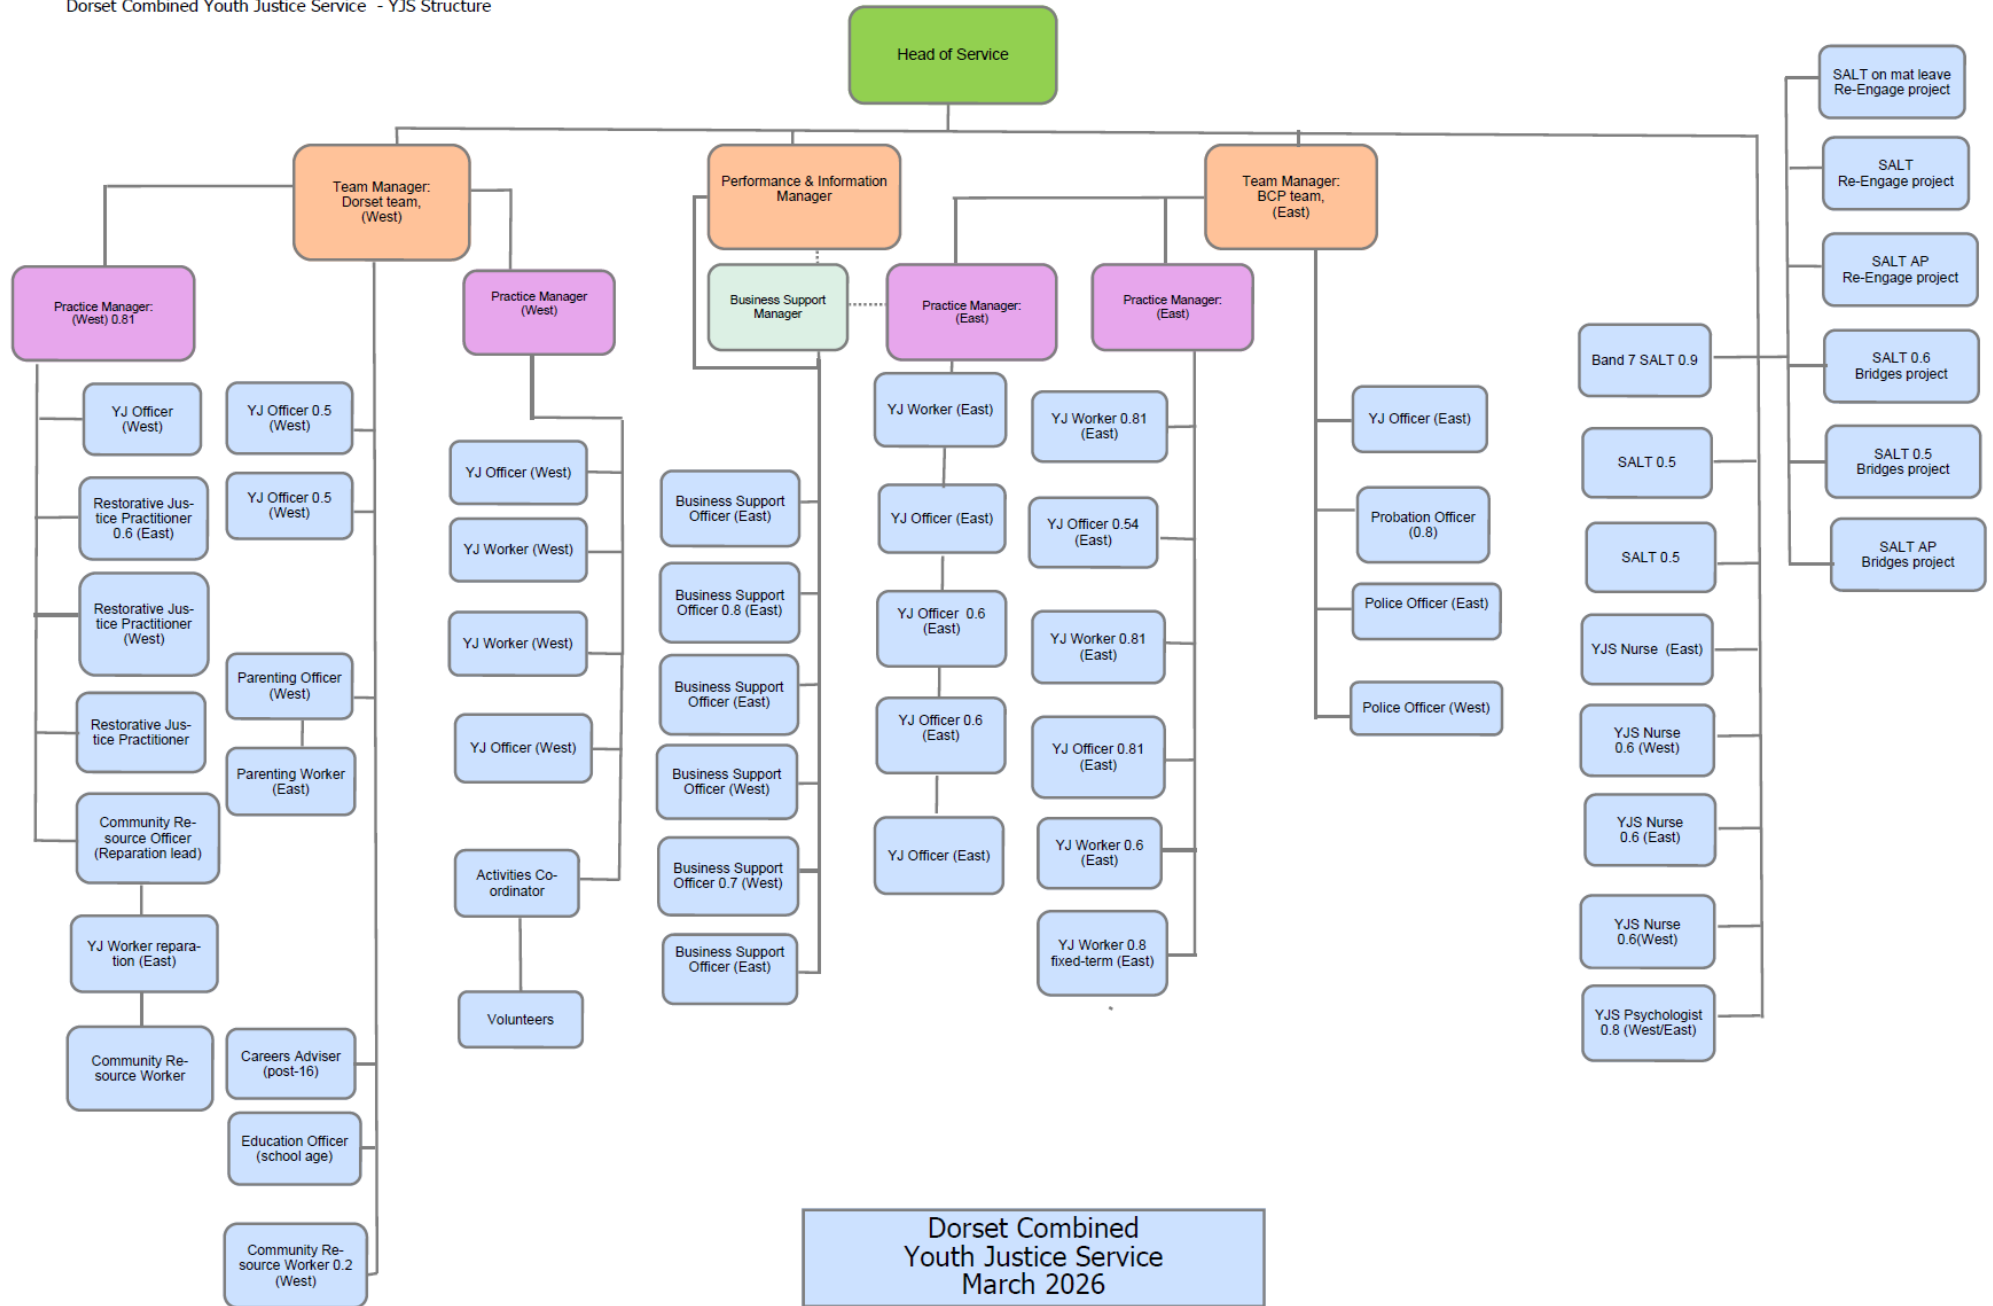 Dorset Combined Youth Justice Service - YJS Structure
Head of Service
Team Manager:
Dorset team,
(West)
Performance & Information
Manager
Team Manager:
BCP team,
(East)
Practice Manager:
(West) 0.81
Practice Manager
(West)
Business Support
Manager
Practice Manager:
(East)
Practice Manager:
(East)
YJ Officer
(West)
Restorative Jus-
tice Practitioner
0.6 (East)
Restorative Jus-
tice Practitioner
(West)
Restorative Jus-
tice Practitioner
Community Re-
source Officer
(Reparation lead)
YJ Worker repara-
tion (East)
Community Re-
source Worker
YJ Officer 0.5
(West)
YJ Officer 0.5
(West)
Parenting Officer
(West)
Parenting Worker
(East)
Careers Adviser
(post-16)
Education Officer
(school age)
Community Re-
source Worker 0.2
(West)
YJ Officer (West)
YJ Worker (West)
YJ Worker (West)
YJ Officer (West)
Activities Co-
ordinator
Volunteers
Business Support
Officer (East)
Business Support
Officer 0.8 (East)
Business Support
Officer (East)
Business Support
Officer (West)
Business Support
Officer 0.7 (West)
Business Support
Officer (East)
YJ Worker (East)
YJ Officer (East)
YJ Officer 0.6
(East)
YJ Officer 0.6
(East)
YJ Officer (East)
YJ Worker 0.81
(East)
YJ Officer 0.54
(East)
YJ Worker 0.81
(East)
YJ Officer 0.81
(East)
YJ Worker 0.6
(East)
YJ Worker 0.8
fixed-term (East)
YJ Officer (East)
Probation Officer
(0.8)
Police Officer (East)
Police Officer (West)
Band 7 SALT 0.9
SALT 0.5
SALT 0.5
YJS Nurse (East)
YJS Nurse
0.6 (West)
YJS Nurse
0.6 (East)
YJS Nurse
0.6(West)
YJS Psychologist
0.8 (West/East)
SALT on mat leave
Re-Engage project
SALT
Re-Engage project
SALT AP
Re-Engage project
SALT 0.6
Bridges project
SALT 0.5
Bridges project
SALT AP
Bridges project
Dorset Combined
Youth Justice Service
March 2026